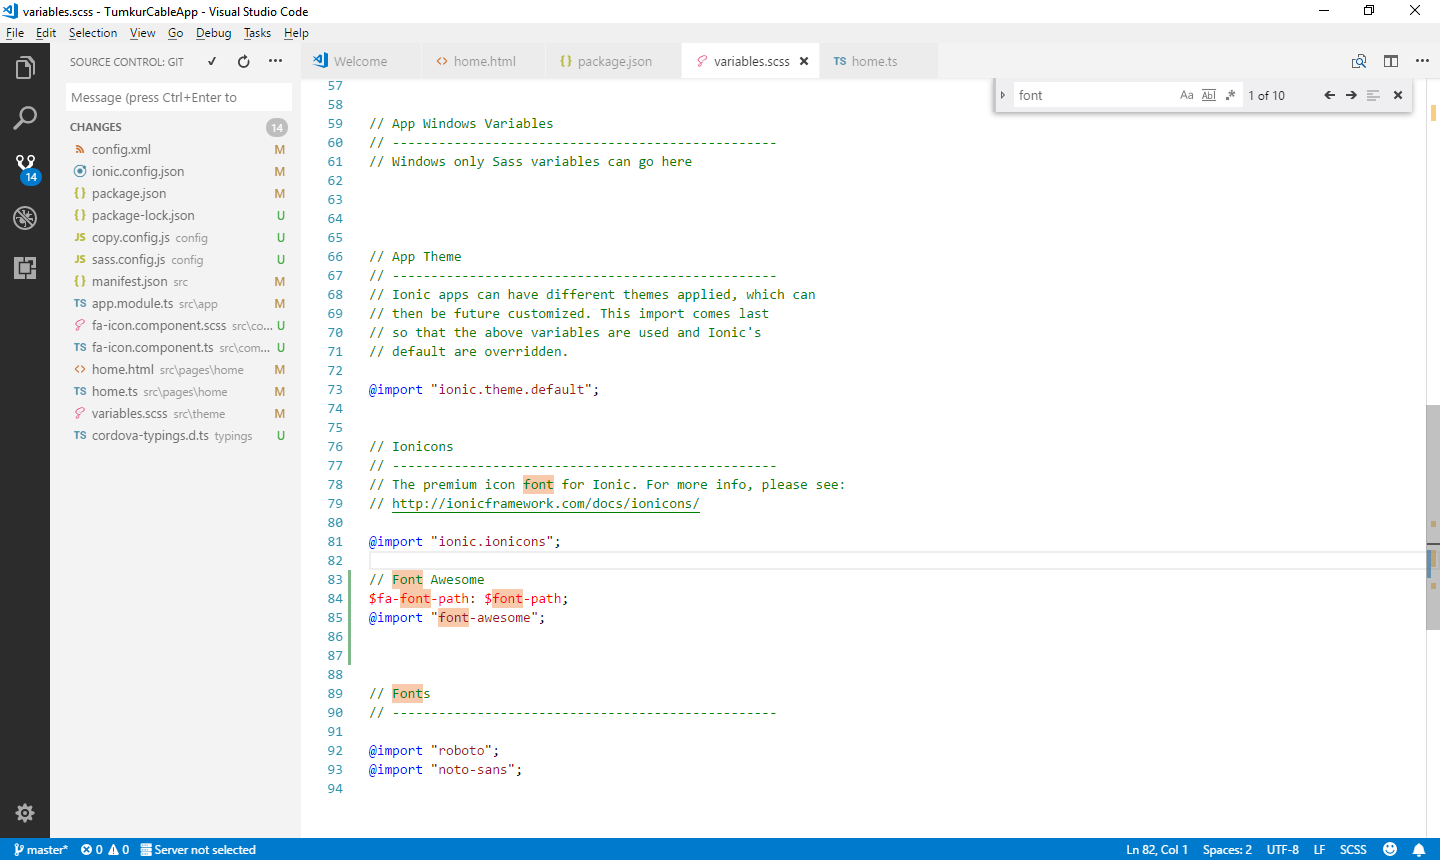 variables.scss - TumkurCableApp - Visual Studio Code
File Edit Selection View Go Debug Tasks Help
SOURCE CONTROL: GIT
Message (press Ctrl+Enter to
CHANGES 14
config.xml M
ionic.config.json M
package.json M
package-lock.json U
copy.config.js config U
sass.config.js config U
manifest.json src M
app.module.ts src\app M
fa-icon.component.scss src\co... U
fa-icon.component.ts src\com... U
home.html src\pages\home M
home.ts src\pages\home M
variables.scss src\theme M
cordova-typings.d.ts typings U
14
Welcome home.html package.json variables.scss home.ts
font Aa Abl .* 1 of 10
57
58
59 // App Windows Variables
60 // --------------------------------------------------
61 // Windows only Sass variables can go here
62
63
64
65
66 // App Theme
67 // --------------------------------------------------
68 // Ionic apps can have different themes applied, which can
69 // then be future customized. This import comes last
70 // so that the above variables are used and Ionic's
71 // default are overridden.
72
73 @import "ionic.theme.default";
74
75
76 // Ionicons
77 // --------------------------------------------------
78 // The premium icon font for Ionic. For more info, please see:
79 // http://ionicframework.com/docs/ionicons/
80
81 @import "ionic.ionicons";
82
83 // Font Awesome
84 $fa-font-path: $font-path;
85 @import "font-awesome";
86
87
88
89 // Fonts
90 // --------------------------------------------------
91
92 @import "roboto";
93 @import "noto-sans";
94
master* 0 0 Server not selected Ln 82, Col 1 Spaces: 2 UTF-8 LF SCSS